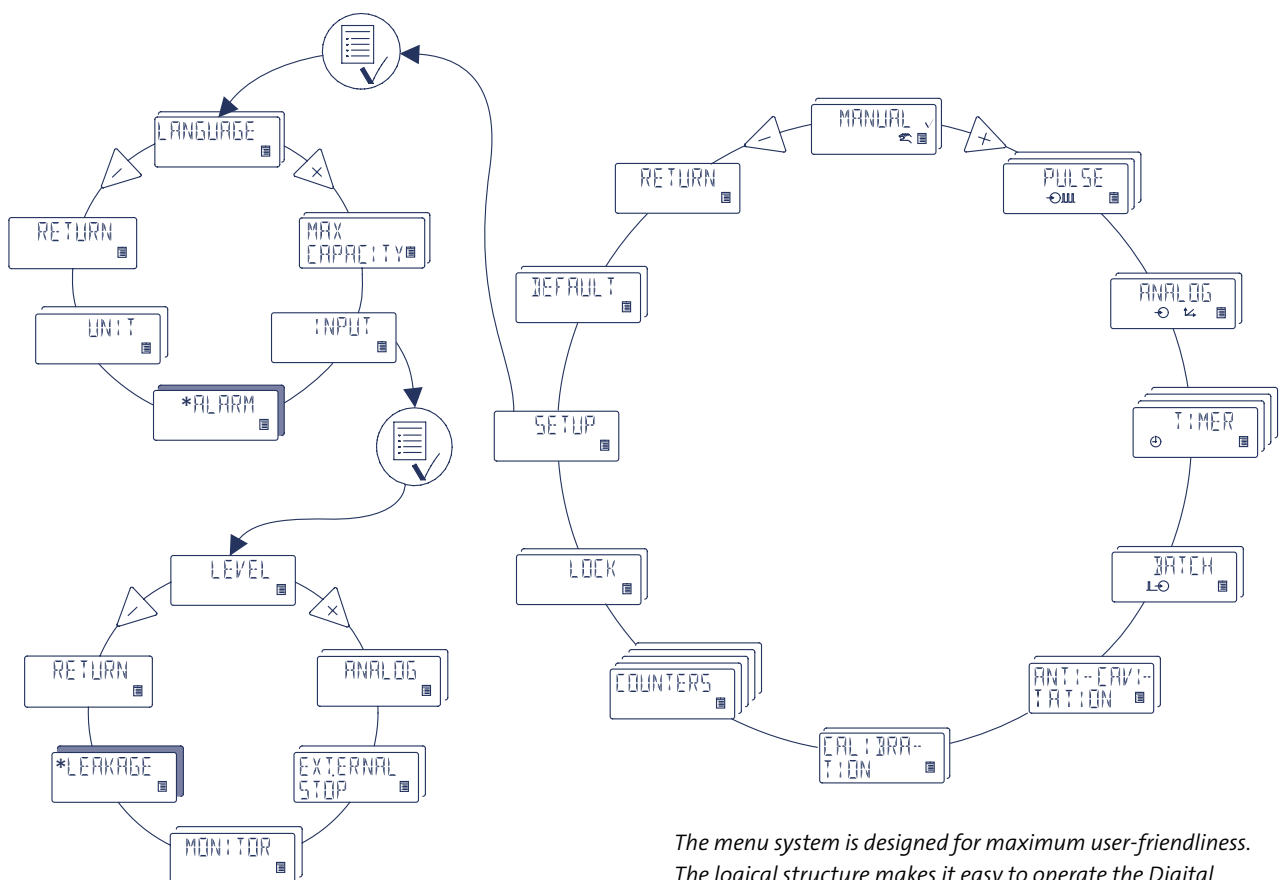 LANGUAGE
RETURN
MAX
CAPACITY
UNIT
INPUT
*ALARM
LEVEL
RETURN
ANALOG
*LEAKAGE
EXTERNAL
STOP
MONITOR
MANUAL
RETURN
PULSE
DEFAULT
ANALOG
SETUP
TIMER
LOCK
BATCH
COUNTERS
ANTI-CAVI-
TATION
CALIBRA-
TION
The menu system is designed for maximum user-friendliness.
The logical structure makes it easy to operate the Digital